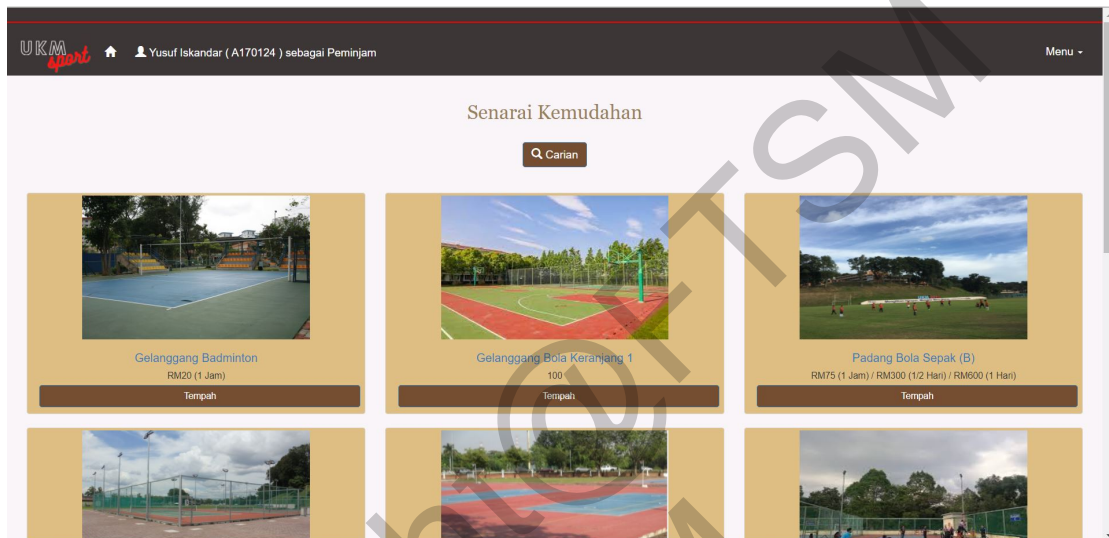 UKM
sport
Yusuf Iskandar ( A170124 ) sebagai Peminjam
Menu
Senarai Kemudahan
Carian
Gelanggang Badminton
RM20 (1 Jam)
Tempah
Gelanggang Bola Keranjang 1
100
Tempah
Padang Bola Sepak (B)
RM75 (1 Jam) / RM300 (1/2 Hari) / RM600 (1 Hari)
Tempah